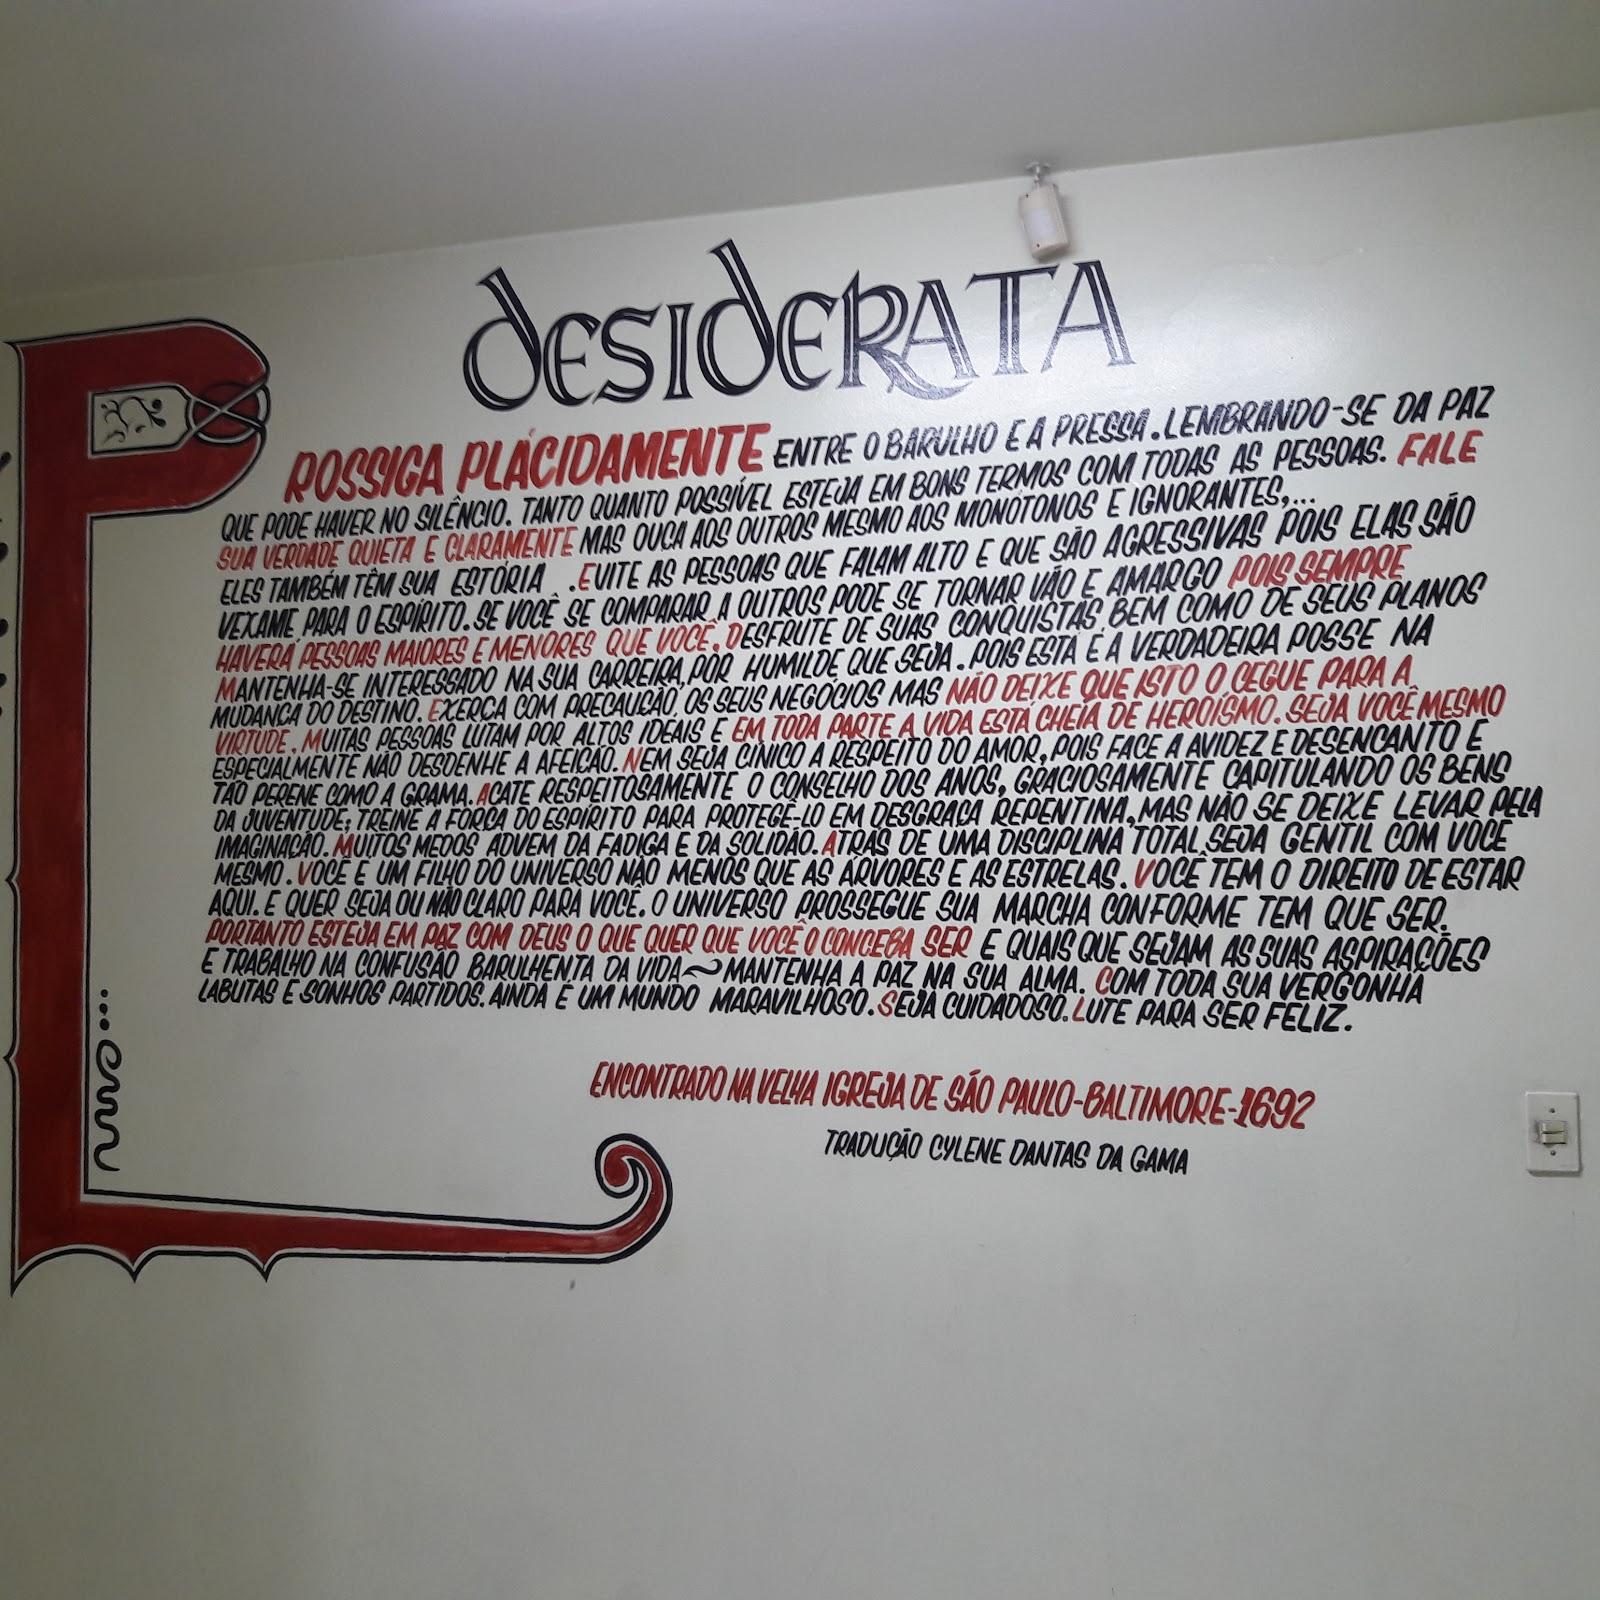 desiderata
PROSSIGA PLÁCIDAMENTE ENTRE O BARULHO E A PRESSA. LEMBRANDO-SE DA PAZ
QUE PODE HAVER NO SILÊNCIO. TANTO QUANTO POSSÍVEL ESTEJA EM BONS TERMOS COM TODAS AS PESSOAS. FALE
SUA VERDADE QUIETA E CLARAMENTE MAS OUÇA AOS OUTROS MESMO AOS MONÓTONOS E IGNORANTES,...
ELES TAMBÉM TÊM SUA ESTÓRIA . .EVITE AS PESSOAS QUE FALAM ALTO E QUE SÃO AGRESSIVAS POIS ELAS SÃO
VEXAME PARA O ESPÍRITO. SE VOCÊ SE COMPARAR A OUTROS PODE SE TORNAR VÃO E AMARGO POIS SEMPRE
HAVERÁ PESSOAS MAIORES E MENORES QUE VOCÊ. DESFRUTE DE SUAS CONQUISTAS BEM COMO DE SEUS PLANOS
MANTENHA-SE INTERESSADO NA SUA CARREIRA, POR HUMILDE QUE SEJA. POIS ESTÁ É A VERDADEIRA POSSE NA
MUDANÇA DO DESTINO. EXERÇA COM PRECAUÇÃO, OS SEUS NEGÓCIOS MAS NÃO DEIXE QUE ISTO O CEGUE PARA A
VIRTUDE. MUITAS PESSOAS LUTAM POR ALTOS IDÉAIS E EM TODA PARTE A VIDA ESTÁ CHEIA DE HEROÍSMO. SEJA VOCÊ MESMO
ESPECIALMENTE NÃO DESDENHE A AFEIÇÃO. NEM SEJA CÍNICO A RESPEITO DO AMOR, POIS FACE A AVIDEZ E DESENCANTO E
TÃO PERENE COMO A GRAMA. ACATE RESPEITOSAMENTE O CONSELHO DOS ANOS, GRACIOSAMENTE CAPITULANDO OS BENS
DA JUVENTUDE; TREINE A FORÇA DO ESPÍRITO PARA PROTEGÊ-LO EM DESGRAÇA REPENTINA, MAS NÃO SE DEIXE LEVAR PELA
IMAGINAÇÃO. MUITOS MEDOS ADVEM DA FADIGA E DA SOLIDÃO. ATRÁS DE UMA DISCIPLINA TOTAL, SEJA GENTIL COM VOCÊ
MESMO. VOCÊ É UM FILHO DO UNIVERSO NÃO MENOS QUE AS ÁRVORES E AS ESTRELAS. VOCÊ TEM O DIREITO DE ESTAR
AQUI. E QUER SEJA OU NÃO CLARO PARA VOCÊ. O UNIVERSO PROSSEGUE SUA MARCHA CONFORME TEM QUE SER.
PORTANTO ESTEJA EM PAZ COM DEUS O QUE QUER QUE VOCÊ O CONCEBA SER E QUAIS QUE SEJAM AS SUAS ASPIRAÇÕES
E TRABALHO NA CONFUSÃO BARULHENTA DA VIDA~MANTENHA A PAZ NA SUA ALMA. COM TODA SUA VERGONHA
LABUTAS E SONHOS PARTIDOS. AINDA É UM MUNDO MARAVILHOSO. SEJA CUIDADOSO. LUTE PARA SER FELIZ.
ENCONTRADO NA VELHA IGREJA DE SÃO PAULO-BALTIMORE-1692
TRADUÇÃO CYLENE DANTAS DA GAMA